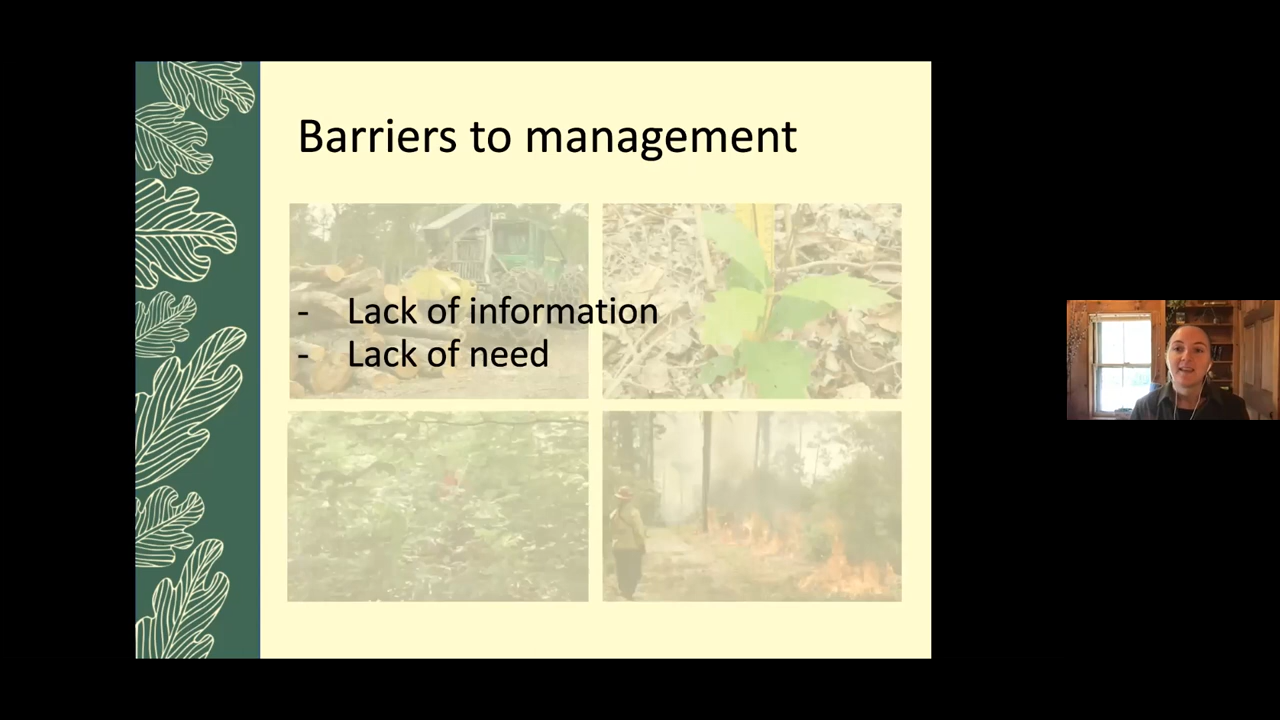 Barriers to management
- Lack of information
- Lack of need